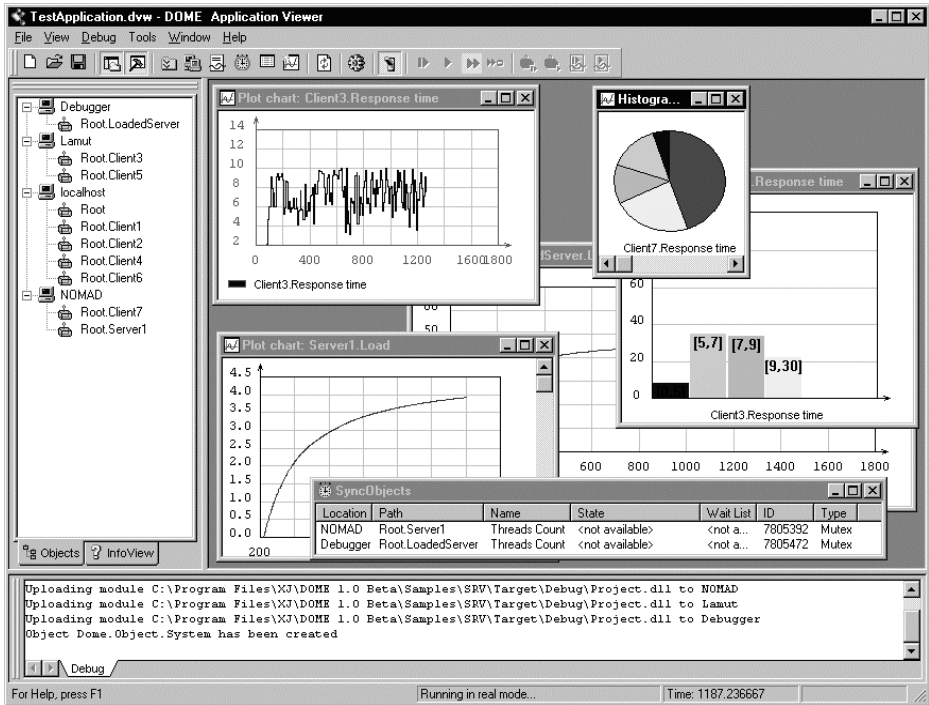 TestApplication.dvw - DOME Application Viewer
File View Debug Tools Window Help
Debugger
Root.LoadedServer
Lamut
Root.Client3
Root.Client5
localhost
Root
Root.Client1
Root.Client2
Root.Client4
Root.Client6
NOMAD
Root.Client7
Root.Server1
Objects InfoView
Plot chart: Client3.Response time
14
12
10
8
6
4
2
0 400 800 1200 1600 1800
Client3.Response time
Histogra...
Client7.Response time
.Response time
60
40
20
0
[5,7] [7,9]
[9,30]
Client3.Response time
dServer.L
50
600 800 1000 1200 1400 1600 1800
Plot chart: Server1.Load
4.5
4.0
3.5
3.0
2.5
2.0
1.5
1.0
0.5
0.0
200
SyncObjects
Location Path Name State Wait List ID Type
NOMAD Root.Server1 Threads Count <not available> <not a... 7805392 Mutex
Debugger Root.LoadedServer Threads Count <not available> <not a... 7805472 Mutex
Uploading module C:\Program Files\XJ\DOME 1.0 Beta\Samples\SRV\Target\Debug\Project.dll to NOMAD
Uploading module C:\Program Files\XJ\DOME 1.0 Beta\Samples\SRV\Target\Debug\Project.dll to Lamut
Uploading module C:\Program Files\XJ\DOME 1.0 Beta\Samples\SRV\Target\Debug\Project.dll to Debugger
Object Dome.Object.System has been created
Debug
For Help, press F1
Running in real mode...
Time: 1187.236667